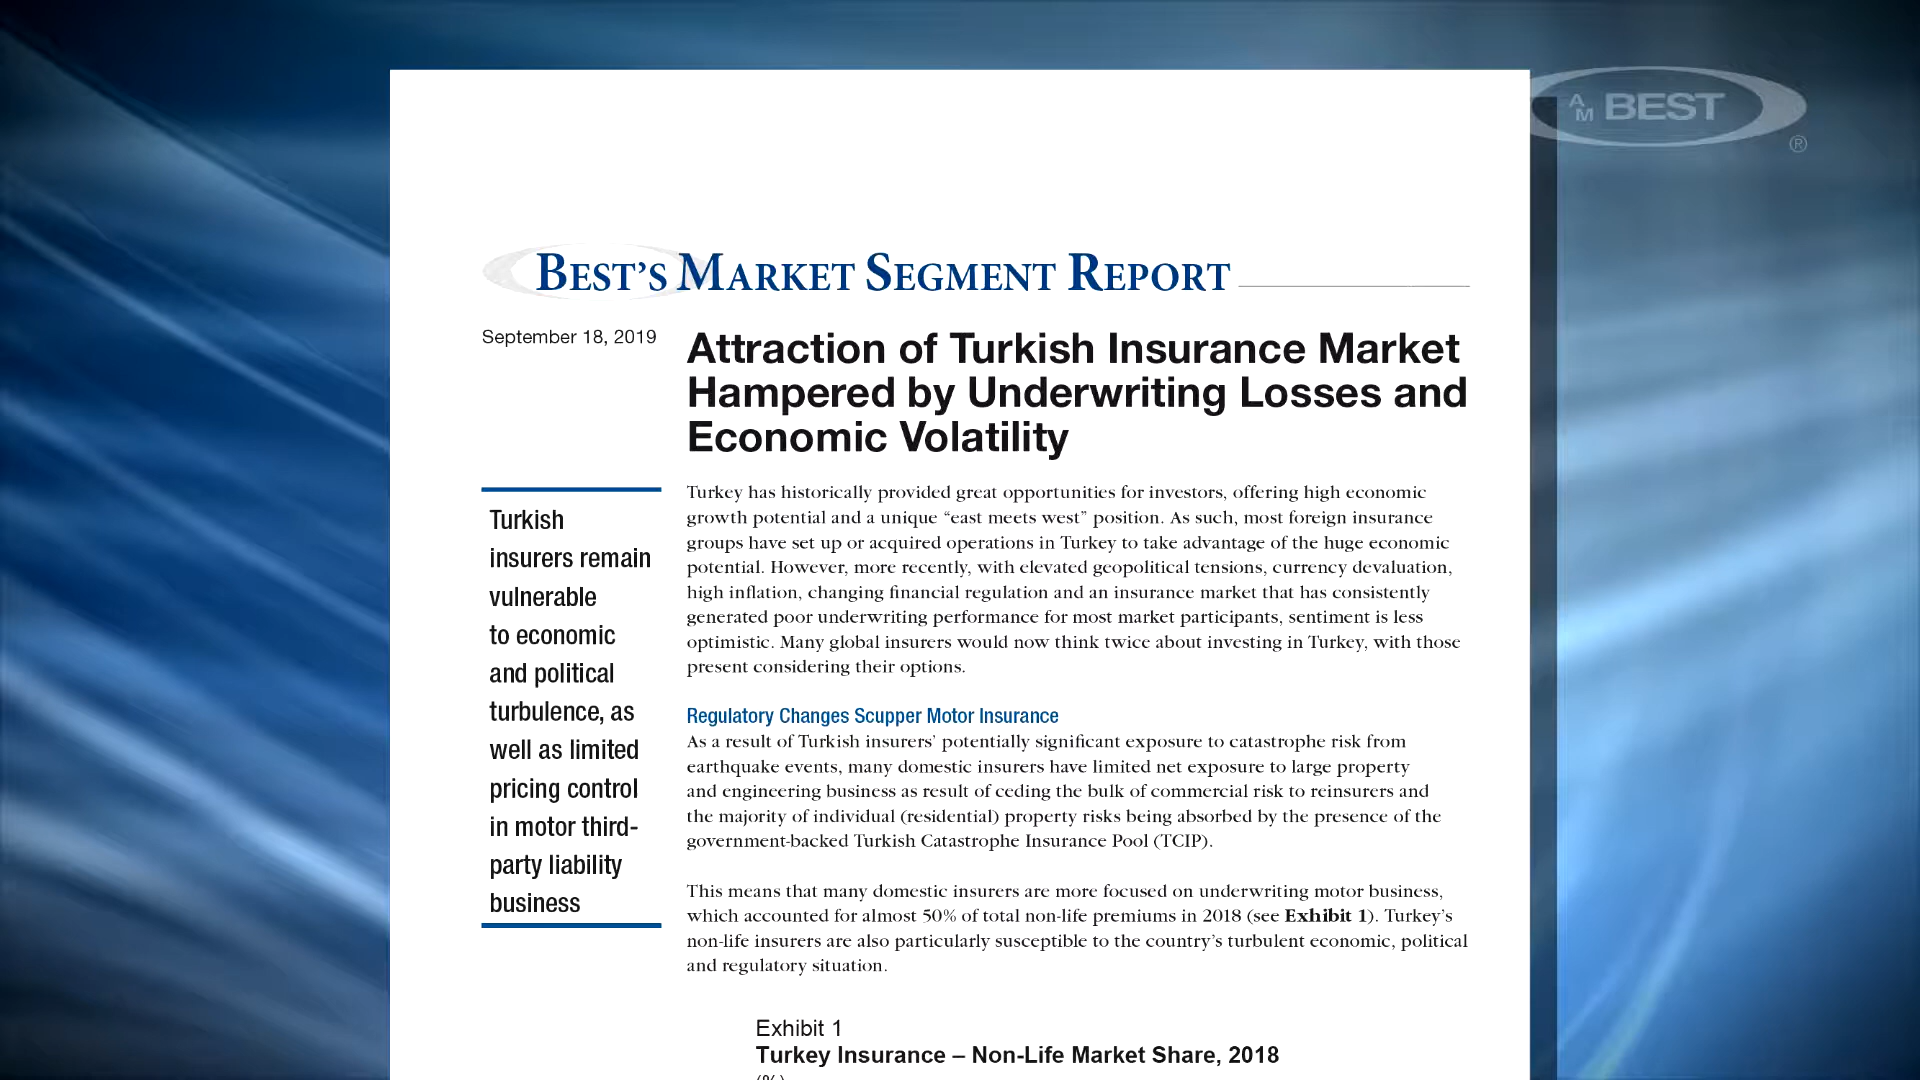 A
M BEST
®
BEST'S MARKET SEGMENT REPORT
September 18, 2019
Attraction of Turkish Insurance Market
Hampered by Underwriting Losses and
Economic Volatility
Turkish
insurers remain
vulnerable
to economic
and political
turbulence, as
well as limited
pricing control
in motor third-
party liability
business
Turkey has historically provided great opportunities for investors, offering high economic
growth potential and a unique “east meets west” position. As such, most foreign insurance
groups have set up or acquired operations in Turkey to take advantage of the huge economic
potential. However, more recently, with elevated geopolitical tensions, currency devaluation,
high inflation, changing financial regulation and an insurance market that has consistently
generated poor underwriting performance for most market participants, sentiment is less
optimistic. Many global insurers would now think twice about investing in Turkey, with those
present considering their options.
Regulatory Changes Scupper Motor Insurance
As a result of Turkish insurers’ potentially significant exposure to catastrophe risk from
earthquake events, many domestic insurers have limited net exposure to large property
and engineering business as result of ceding the bulk of commercial risk to reinsurers and
the majority of individual (residential) property risks being absorbed by the presence of the
government-backed Turkish Catastrophe Insurance Pool (TCIP).
This means that many domestic insurers are more focused on underwriting motor business,
which accounted for almost 50% of total non-life premiums in 2018 (see Exhibit 1). Turkey’s
non-life insurers are also particularly susceptible to the country’s turbulent economic, political
and regulatory situation.
Exhibit 1
Turkey Insurance – Non-Life Market Share, 2018
(%)